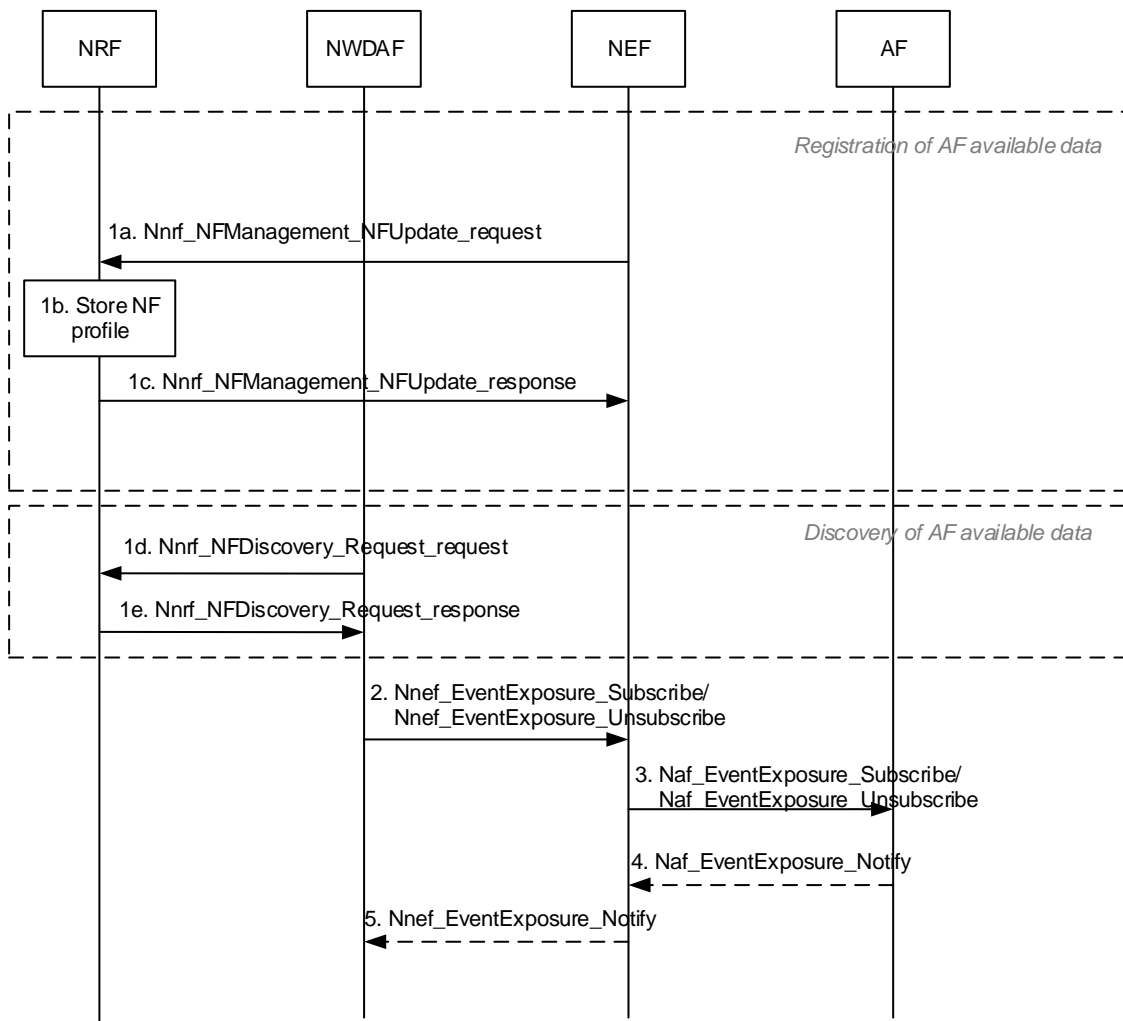 NRF
NWDAF
NEF
AF
Registration of AF available data
1a. Nnrf_NFManagement_NFUpdate_request
1b. Store NF
profile
1c. Nnrf_NFManagement_NFUpdate_response
Discovery of AF available data
1d. Nnrf_NFDiscovery_Request_request
1e. Nnrf_NFDiscovery_Request_response
2. Nnef_EventExposure_Subscribe/
Nnef_EventExposure_Unsubscribe
3. Naf_EventExposure_Subscribe/
Naf_EventExposure_Unsubscribe
4. Naf_EventExposure_Notify
5. Nnef_EventExposure_Notify